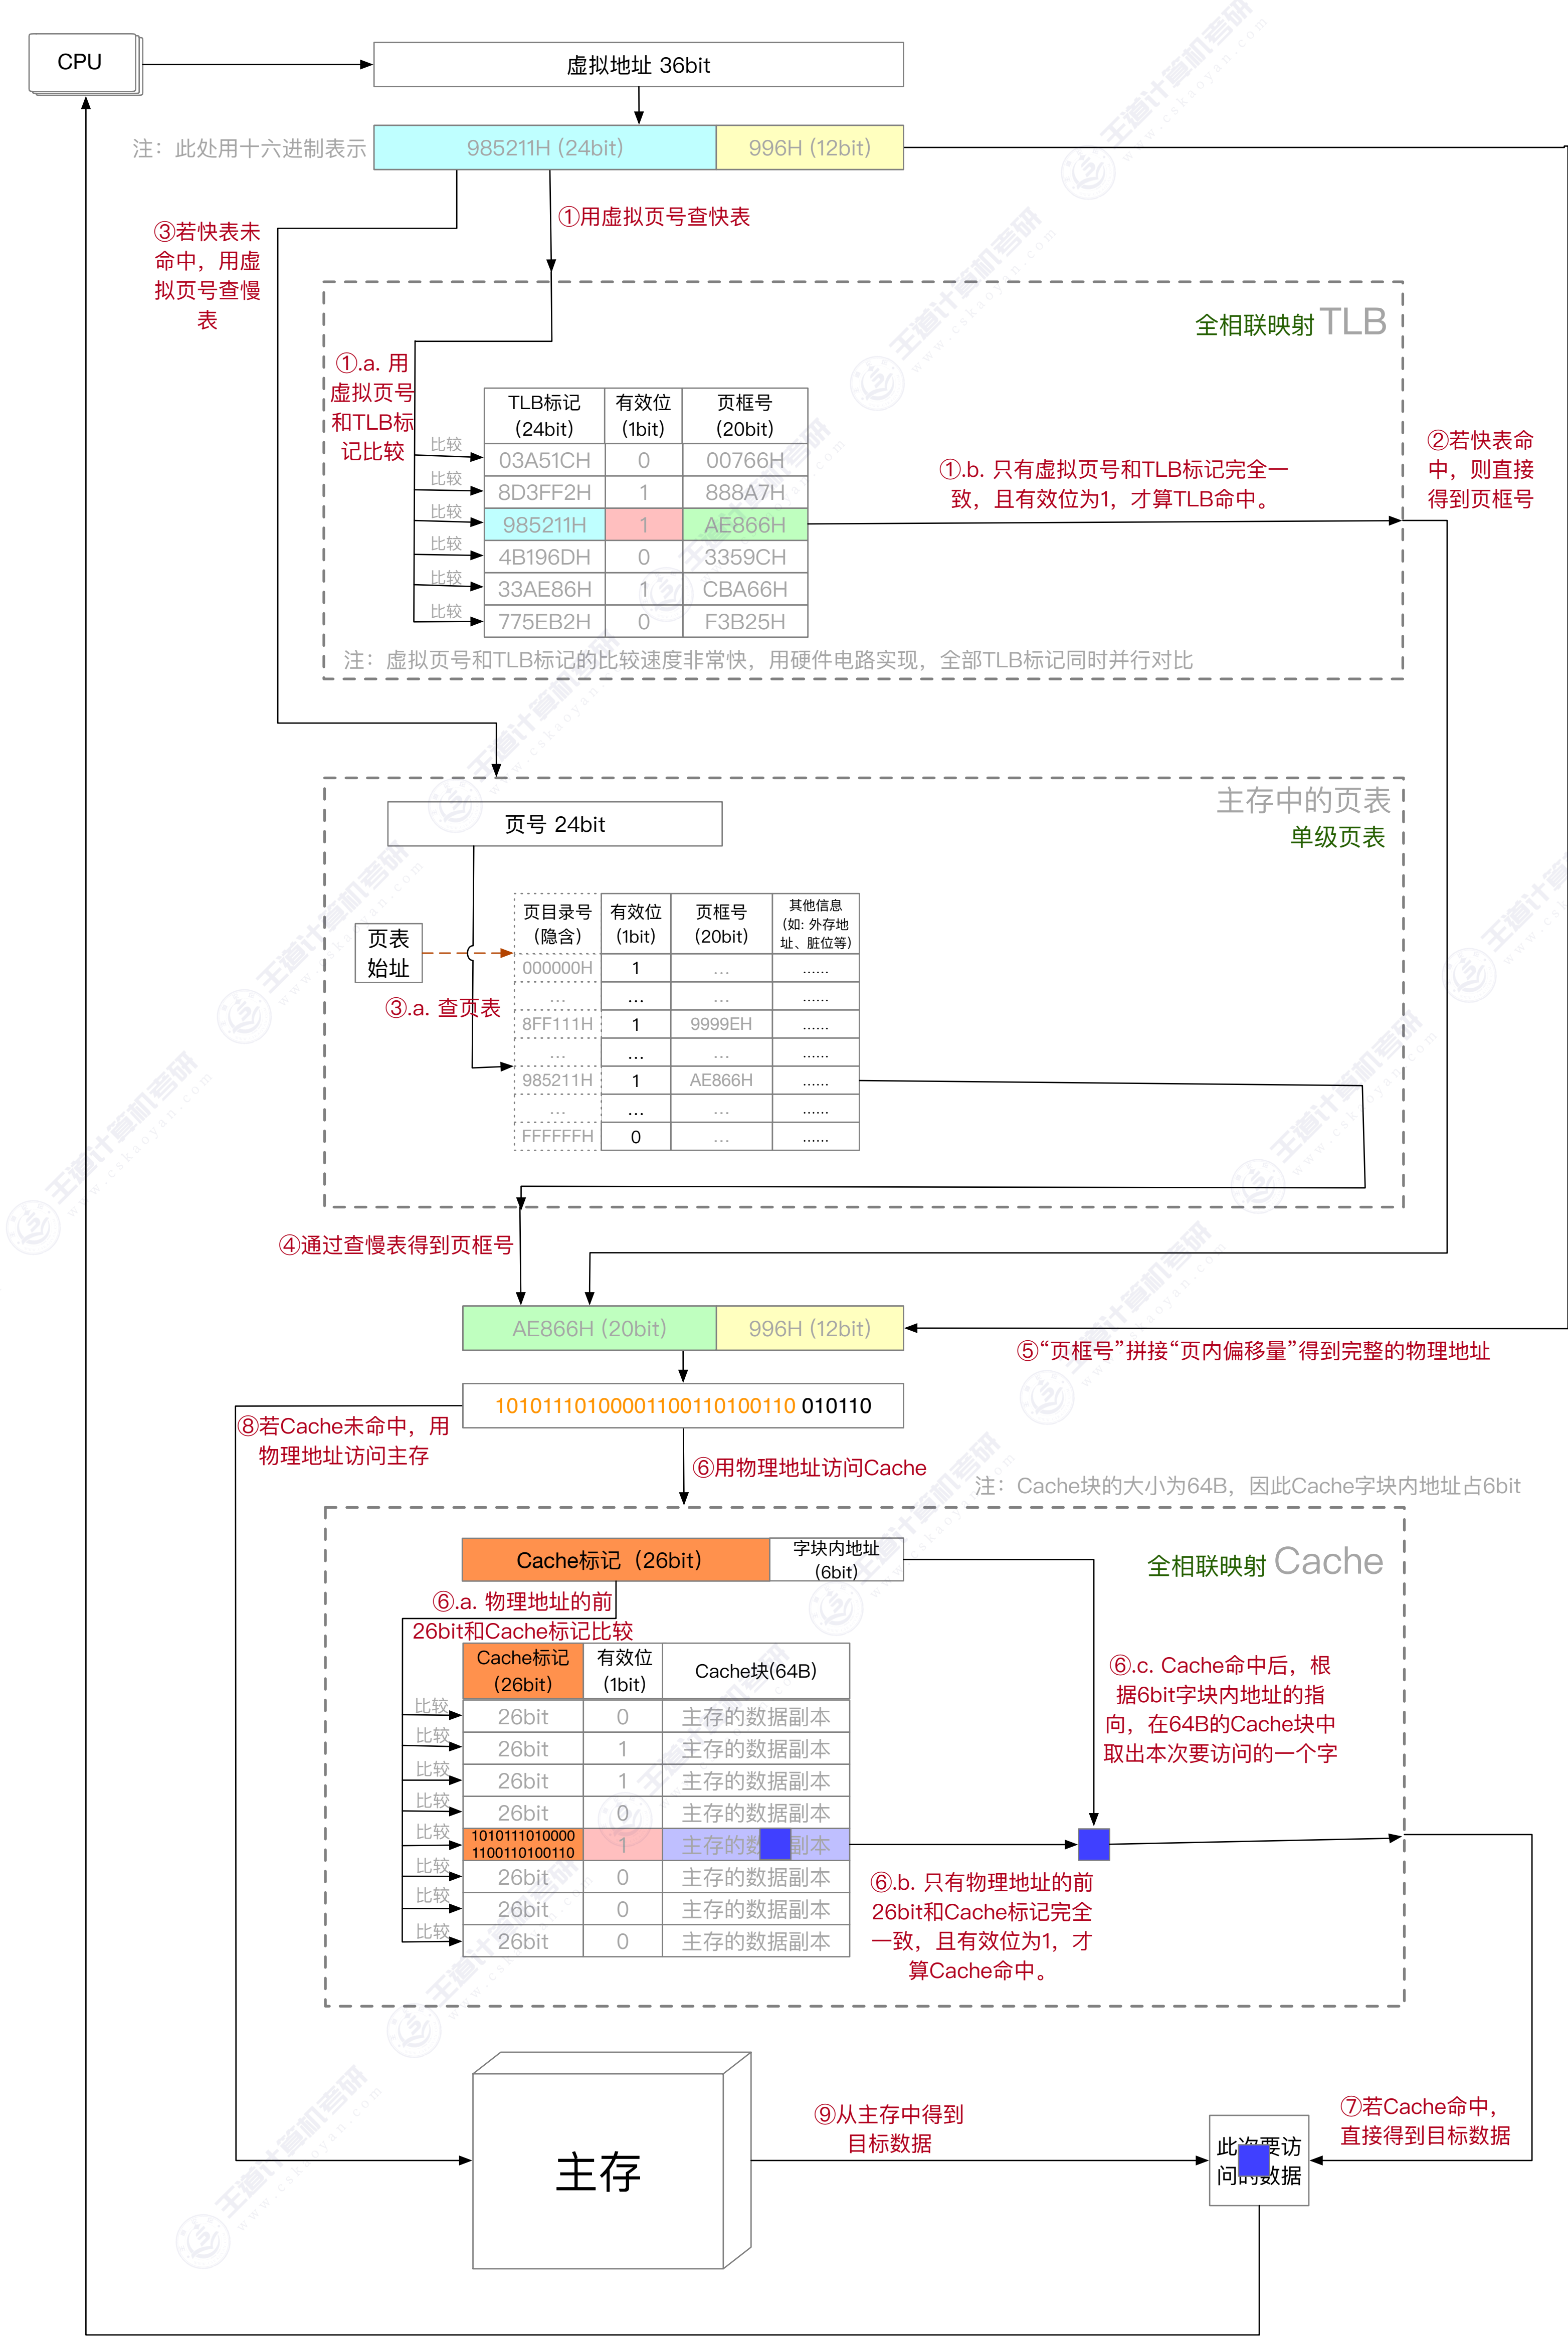 CPU
虚拟地址 36bit
注：此处用十六进制表示
985211H (24bit)
996H (12bit)
①用虚拟页号查快表
③若快表未
命中，用虚
拟页号查慢
表
全相联映射 TLB
①.a. 用
虚拟页号
和TLB标
记比较
TLB标记
(24bit)
有效位
(1bit)
页框号
(20bit)
比较
03A51CH 0 00766H
比较
8D3FF2H 1 888A7H
比较
985211H 1 AE866H
比较
4B196DH 0 3359CH
比较
33AE86H 1 CBA66H
比较
775EB2H 0 F3B25H
①.b. 只有虚拟页号和TLB标记完全一
致，且有效位为1，才算TLB命中。
②若快表命
中，则直接
得到页框号
注：虚拟页号和TLB标记的比较速度非常快，用硬件电路实现，全部TLB标记同时并行对比
主存中的页表
单级页表
页号 24bit
页表
始址
页目录号
(隐含)
有效位
(1bit)
页框号
(20bit)
其他信息
(如: 外存地
址、脏位等)
000000H 1 ... ......
... ... ... ......
8FF111H 1 9999EH ......
... ... ... ......
985211H 1 AE866H ......
... ... ... ......
FFFFFFH 0 ... ......
③.a. 查页表
④通过查慢表得到页框号
AE866H (20bit)
996H (12bit)
⑤“页框号”拼接“页内偏移量”得到完整的物理地址
10101110100001100110100110 010110
⑧若Cache未命中，用
物理地址访问主存
⑥用物理地址访问Cache
注：Cache块的大小为64B，因此Cache字块内地址占6bit
全相联映射 Cache
Cache标记（26bit）
字块内地址
(6bit)
⑥.a. 物理地址的前
26bit和Cache标记比较
Cache标记
(26bit)
有效位
(1bit)
Cache块(64B)
比较
26bit 0 主存的数据副本
比较
26bit 1 主存的数据副本
比较
26bit 1 主存的数据副本
比较
26bit 0 主存的数据副本
比较
1010111010000
1100110100110
1 主存的数 副本
比较
26bit 0 主存的数据副本
比较
26bit 0 主存的数据副本
比较
26bit 0 主存的数据副本
⑥.c. Cache命中后，根
据6bit字块内地址的指
向，在64B的Cache块中
取出本次要访问的一个字
⑥.b. 只有物理地址的前
26bit和Cache标记完全
一致，且有效位为1，才
算Cache命中。
主存
⑨从主存中得到
目标数据
此次要访
问的数据
⑦若Cache命中，
直接得到目标数据
王道计算机考研
www.cskaoyan.com